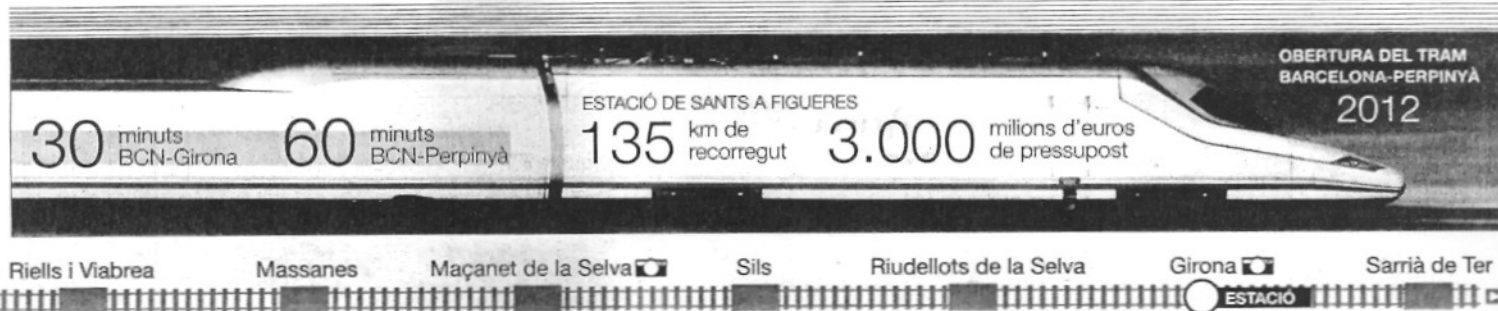 OBERTURA DEL TRAM
BARCELONA-PERPINYÀ
2012
30 minuts
BCN-Girona
60 minuts
BCN-Perpinyà
ESTACIÓ DE SANTS A FIGUERES
135 km de
recorregut
3.000 milions d'euros
de pressupost
Riells i Viabrea
Massanes
Maçanet de la Selva
Sils
Riudellots de la Selva
Girona
Sarrià de Ter
ESTACIÓ